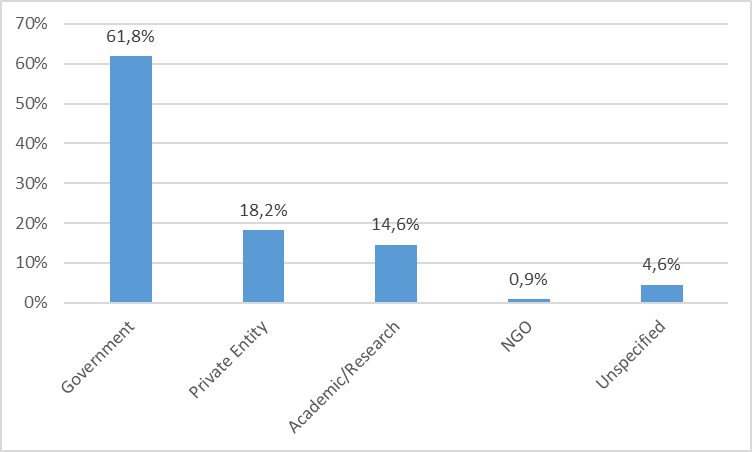 70%
60%
50%
40%
30%
20%
10%
0%
61,8%
18,2%
14,6%
0,9%
4,6%
Government
Private Entity
Academic/Research
NGO
Unspecified